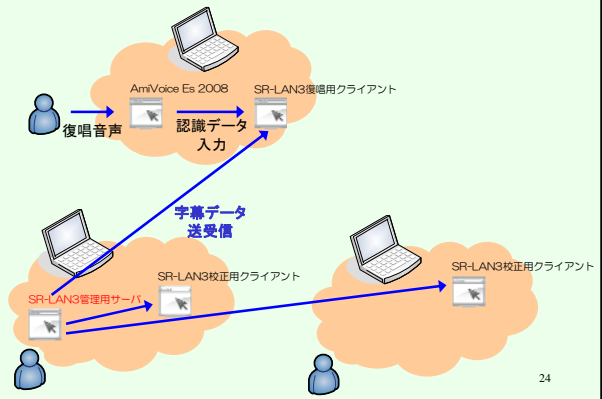 AmiVoice Es 2008
SR-LAN3復唱用クライアント
復唱音声
認識データ
入力
字幕データ
送受信
SR-LAN3管理用サーバ
SR-LAN3校正用クライアント
SR-LAN3校正用クライアント
24